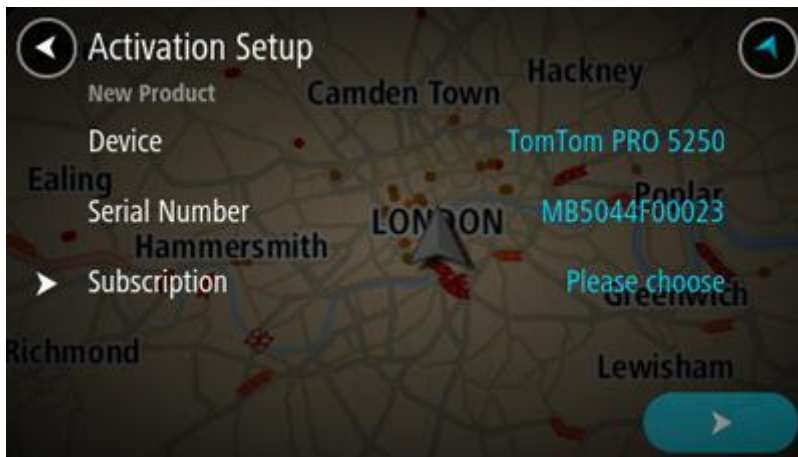 Activation Setup
New Product
Hackney
Camden Town
Device TomTom PRO 5250
Ealing
Poplar
Serial Number MB5044F00023
LONDON
Hammersmith
Subscription Please choose
Greenwich
Richmond
Lewisham